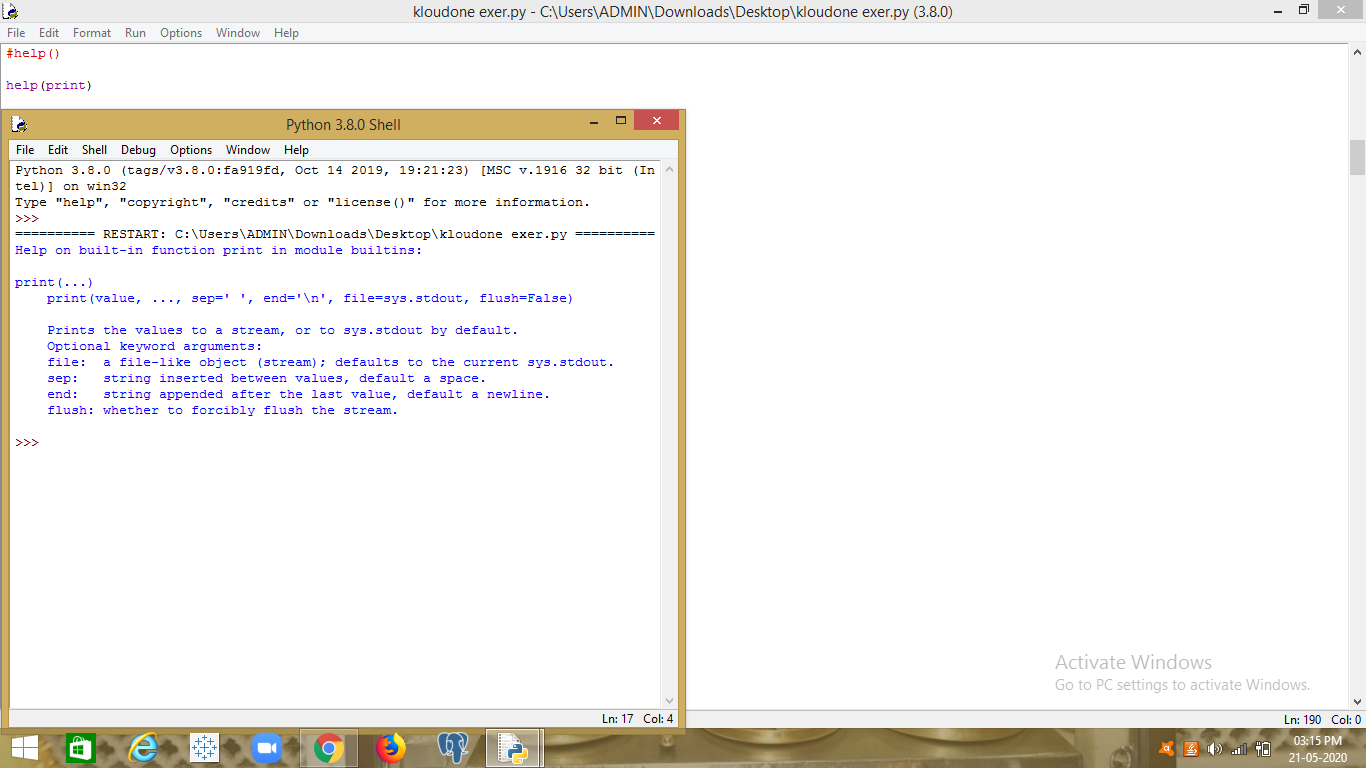 kloudone exer.py - C:\Users\ADMIN\Downloads\Desktop\kloudone exer.py (3.8.0)
File Edit Format Run Options Window Help
#help()
help(print)
Python 3.8.0 Shell
File Edit Shell Debug Options Window Help
Python 3.8.0 (tags/v3.8.0:fa919fd, Oct 14 2019, 19:21:23) [MSC v.1916 32 bit (In
tel)] on win32
Type "help", "copyright", "credits" or "license()" for more information.
>>>
========== RESTART: C:\Users\ADMIN\Downloads\Desktop\kloudone exer.py ==========
Help on built-in function print in module builtins:
print(...)
    print(value, ..., sep=' ', end='\n', file=sys.stdout, flush=False)
    Prints the values to a stream, or to sys.stdout by default.
    Optional keyword arguments:
    file:  a file-like object (stream); defaults to the current sys.stdout.
    sep:   string inserted between values, default a space.
    end:   string appended after the last value, default a newline.
    flush: whether to forcibly flush the stream.
>>>
Ln: 17 Col: 4
Activate Windows
Go to PC settings to activate Windows.
Ln: 190 Col: 0
03:15 PM
21-05-2020